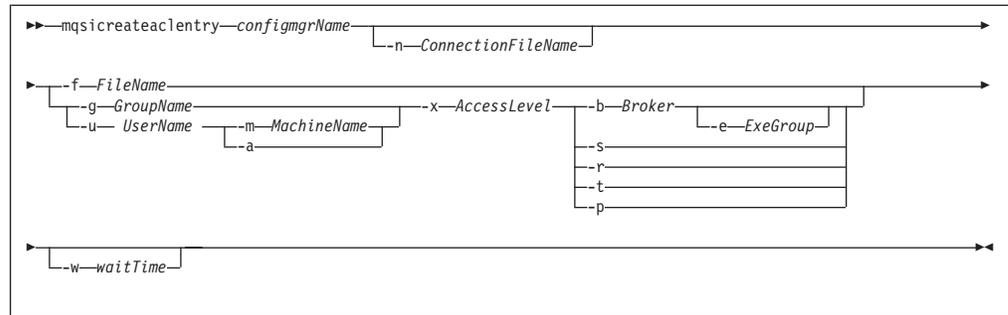 mqsicreateaclentry configmgrName
-n ConnectionFileName
-f FileName
-g GroupName -x AccessLevel -b Broker
-u UserName -m MachineName -e ExeGroup
-a -s
-r
-t
-p
-w waitTime